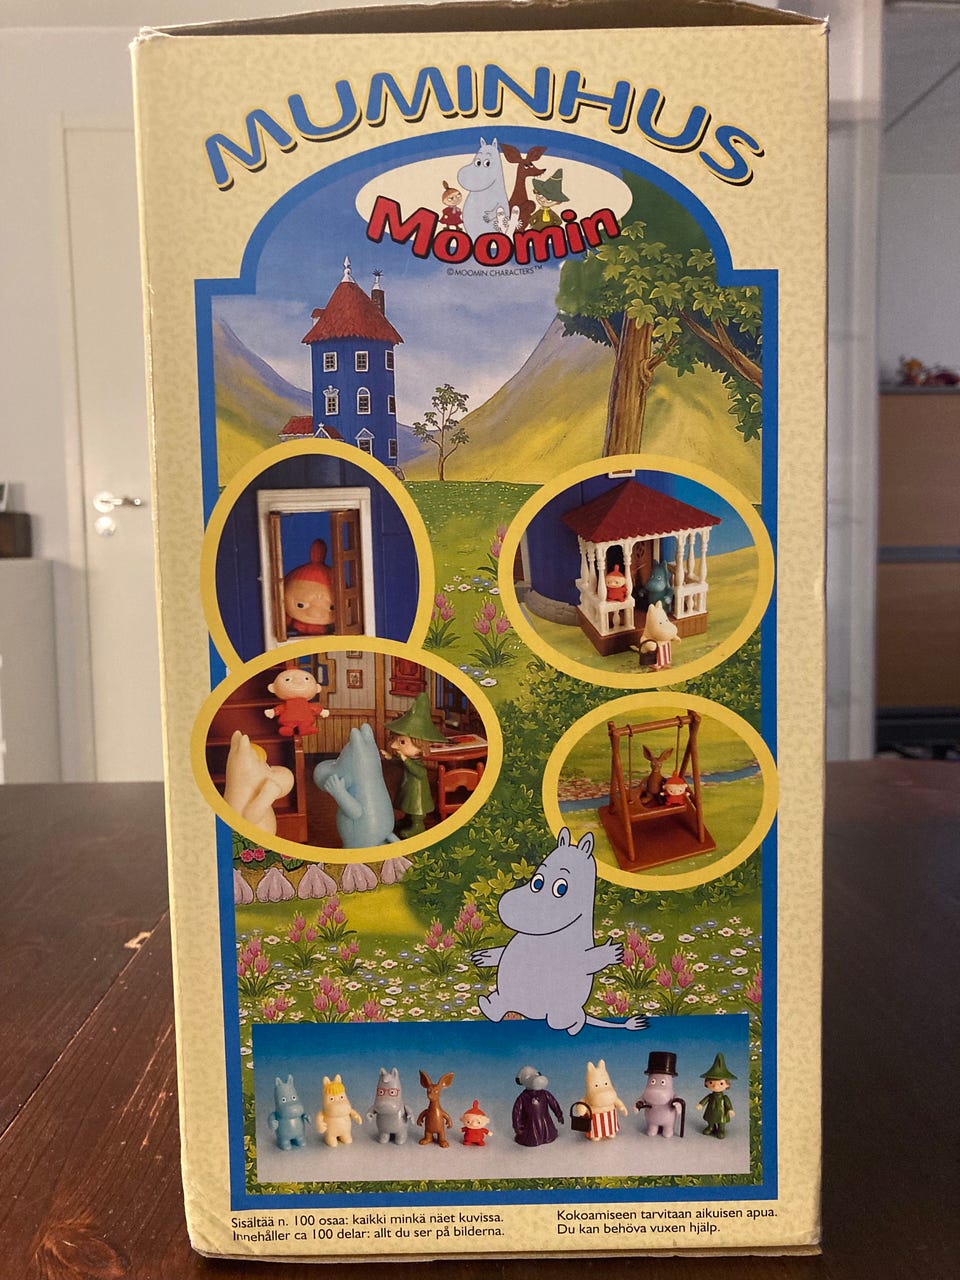 MUMINHUS
Moomin
©MOOMIN CHARACTERS™
Sisältää n. 100 osaa: kaikki minkä näet kuvissa.
Innehåller ca 100 delar: allt du ser på bilderna.
Kokoamiseen tarvitaan aikuisen apua.
Du kan behöva vuxen hjälp.